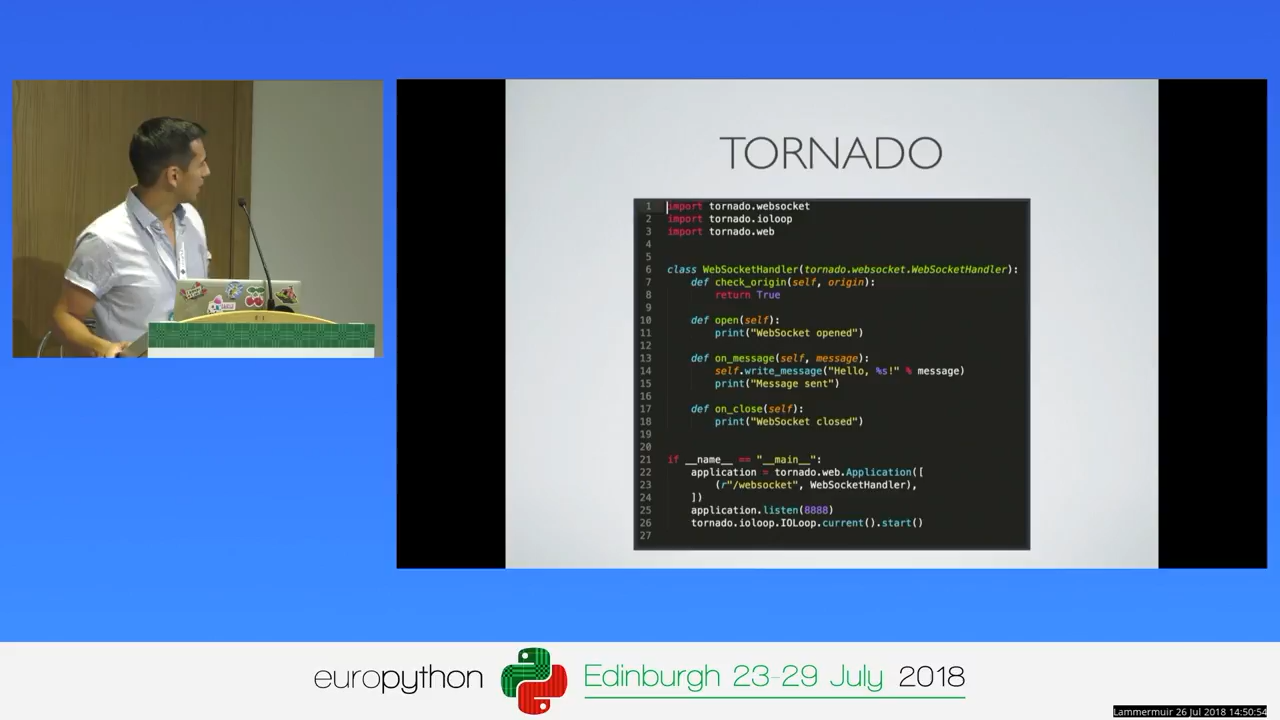 TORNADO
1 import tornado.websocket
2 import tornado.ioloop
3 import tornado.web
4
5
6 class WebSocketHandler(tornado.websocket.WebSocketHandler):
7     def check_origin(self, origin):
8         return True
9
10     def open(self):
11         print("WebSocket opened")
12
13     def on_message(self, message):
14         self.write_message("Hello, %s!" % message)
15         print("Message sent")
16
17     def on_close(self):
18         print("WebSocket closed")
19
20
21 if __name__ == "__main__":
22     application = tornado.web.Application([
23         (r"/websocket", WebSocketHandler),
24     ])
25     application.listen(8888)
26     tornado.ioloop.IOLoop.current().start()
27
europython Edinburgh 23-29 July 2018
Lammermuir 26 Jul 2018 14:50:54